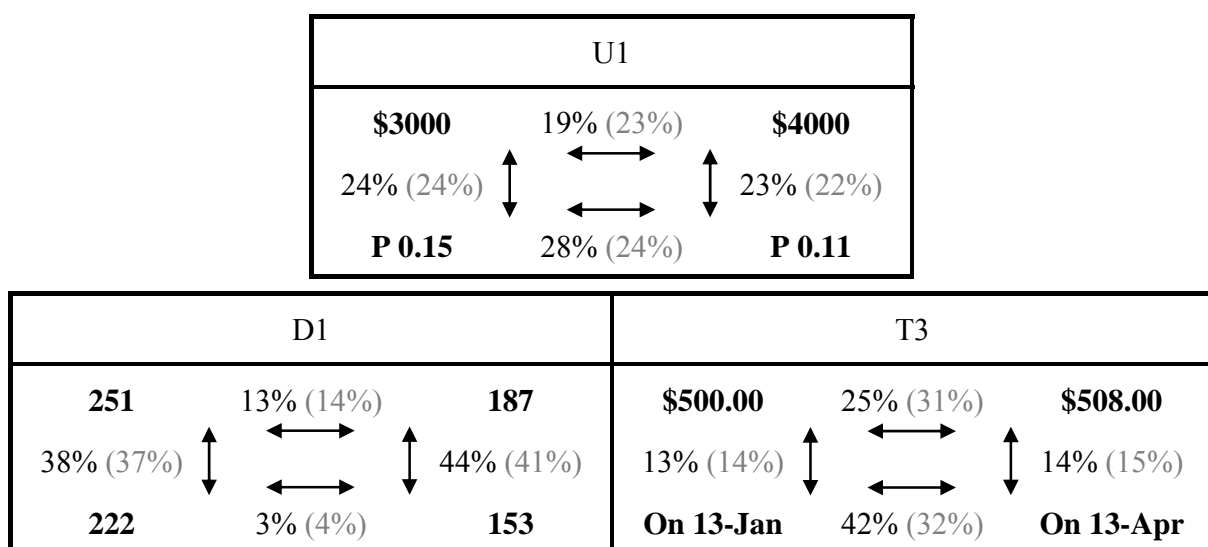 U1
$3000 19% (23%) $4000
24% (24%) 23% (22%)
P 0.15 28% (24%) P 0.11
D1 T3
251 13% (14%) 187 $500.00 25% (31%) $508.00
38% (37%) 44% (41%) 13% (14%) 14% (15%)
222 3% (4%) 153 On 13-Jan 42% (32%) On 13-Apr